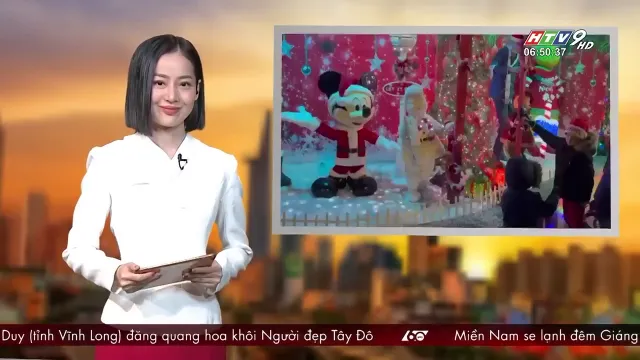 HTV9 HD
06:50:37
Duy (tỉnh Vĩnh Long) đăng quang hoa khôi Người đẹp Tây Đô
60
Miền Nam se lạnh đêm Giáng